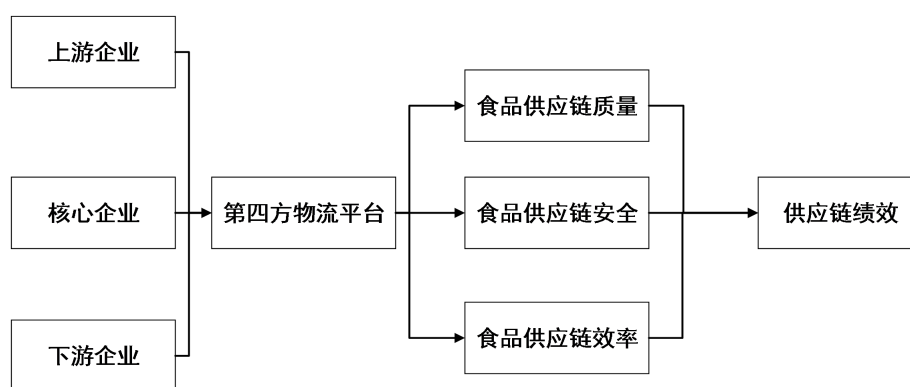 上游企业
核心企业
下游企业
第四方物流平台
食品供应链质量
食品供应链安全
食品供应链效率
供应链绩效